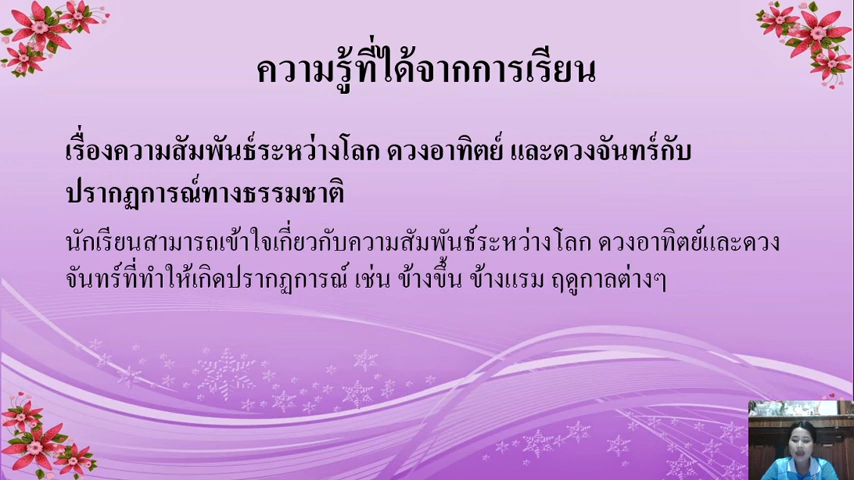 ความรู้ที่ได้จากการเรียน
เรื่องความสัมพันธ์ระหว่างโลก ดวงอาทิตย์ และดวงจันทร์กับ
ปรากฏการณ์ทางธรรมชาติ
นักเรียนสามารถเข้าใจเกี่ยวกับความสัมพันธ์ระหว่างโลก ดวงอาทิตย์และดวง
จันทร์ที่ทำให้เกิดปรากฏการณ์ เช่น ข้างขึ้น ข้างแรม ฤดูกาลต่างๆ